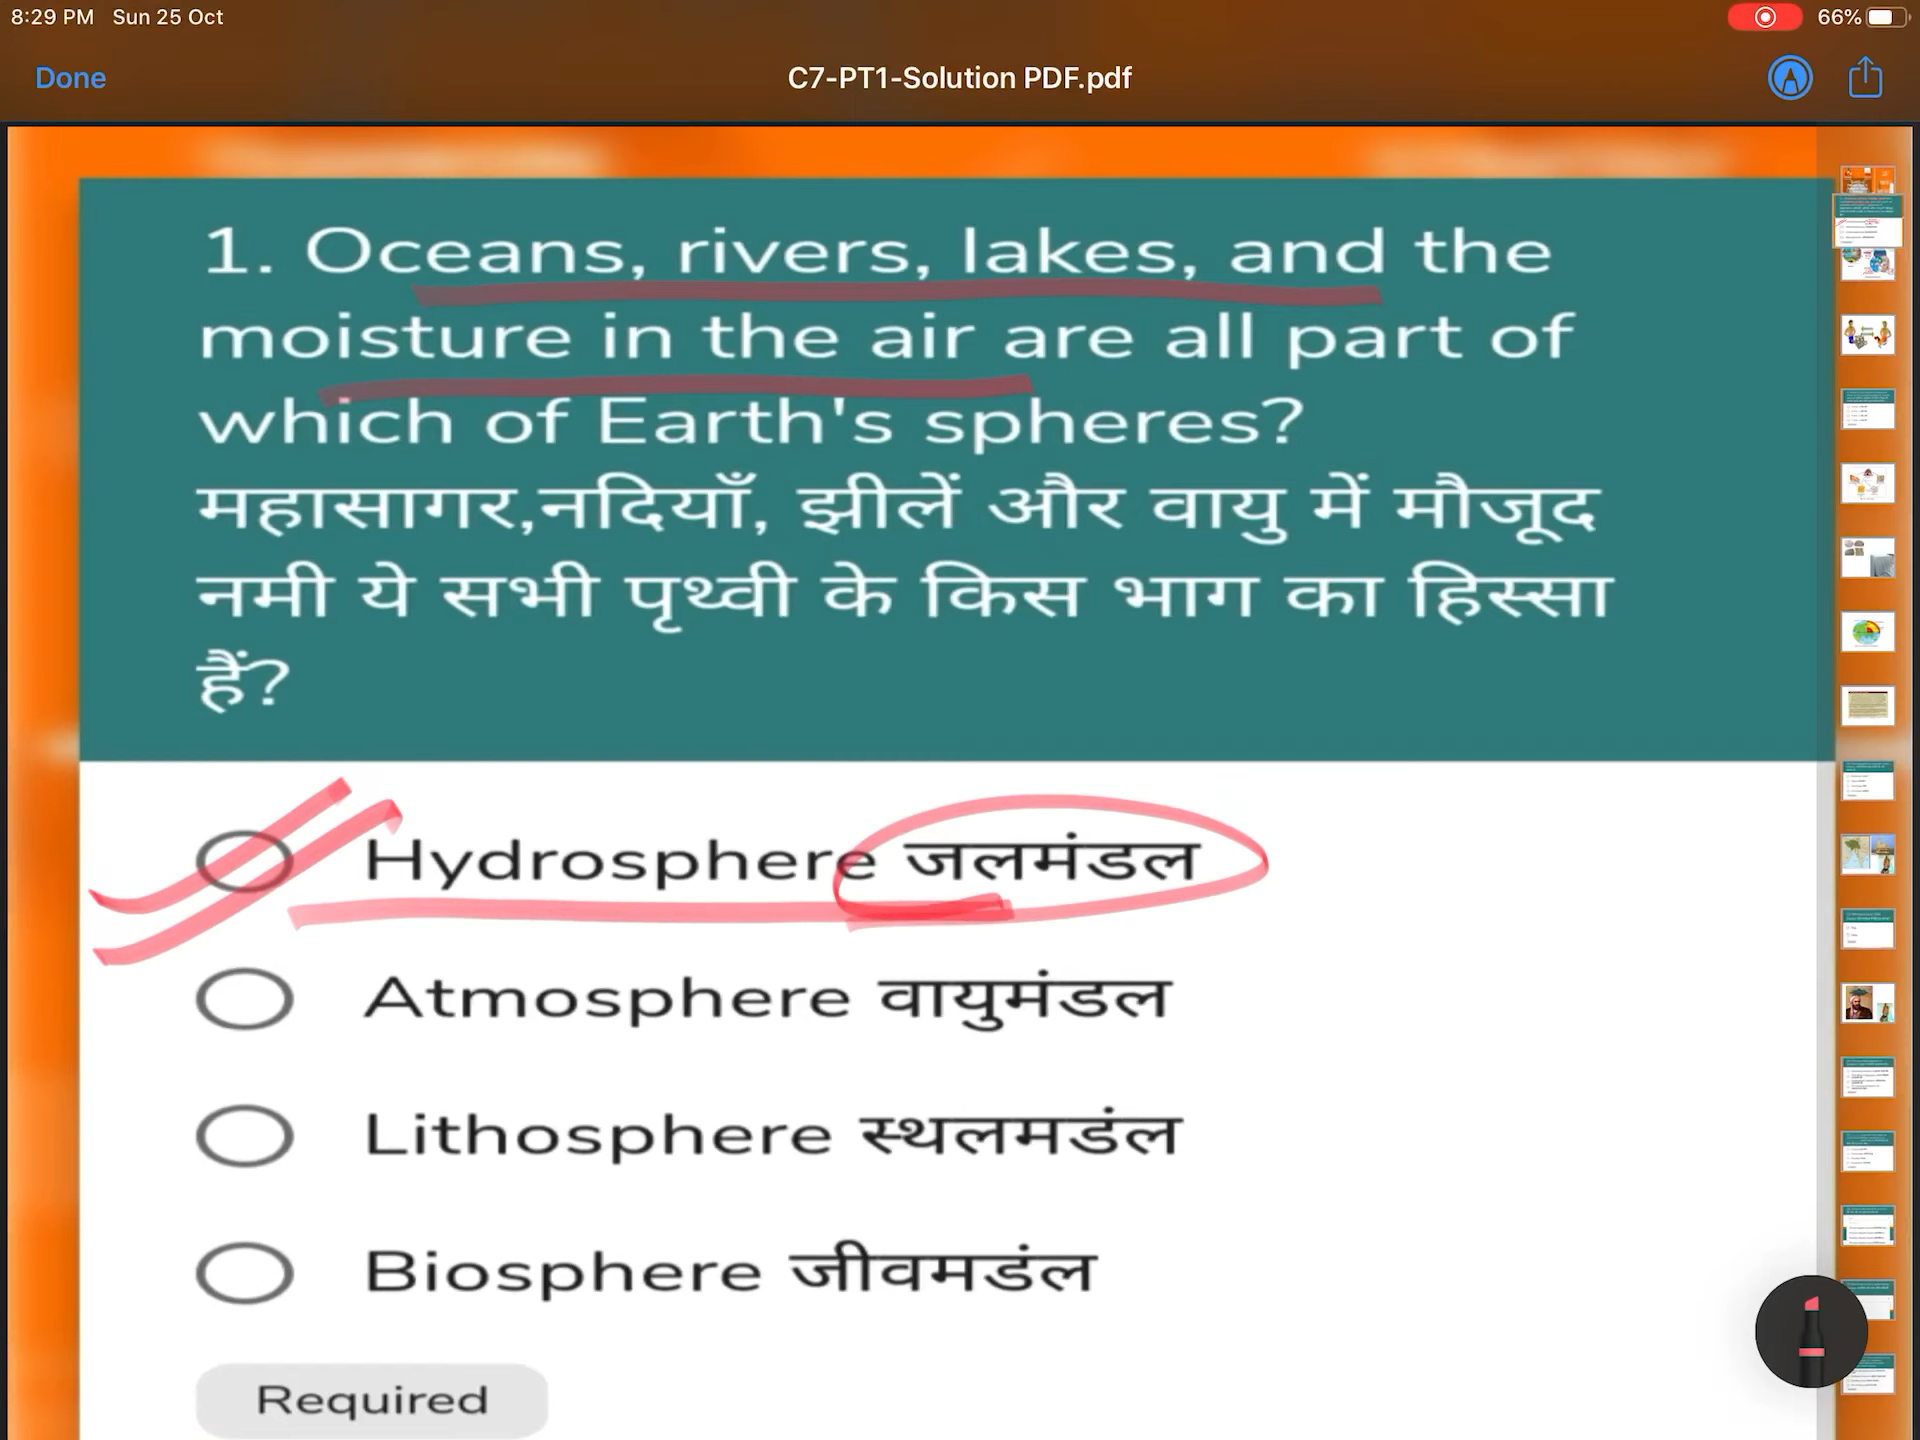 8:29 PM Sun 25 Oct
66%
Done
C7-PT1-Solution PDF.pdf
1. Oceans, rivers, lakes, and the
moisture in the air are all part of
which of Earth's spheres?
महासागर,नदियाँ, झीलें और वायु में मौजूद
नमी ये सभी पृथ्वी के किस भाग का हिस्सा
हैं?
Hydrosphere जलमंडल
Atmosphere वायुमंडल
Lithosphere स्थलमडंल
Biosphere जीवमडंल
Required